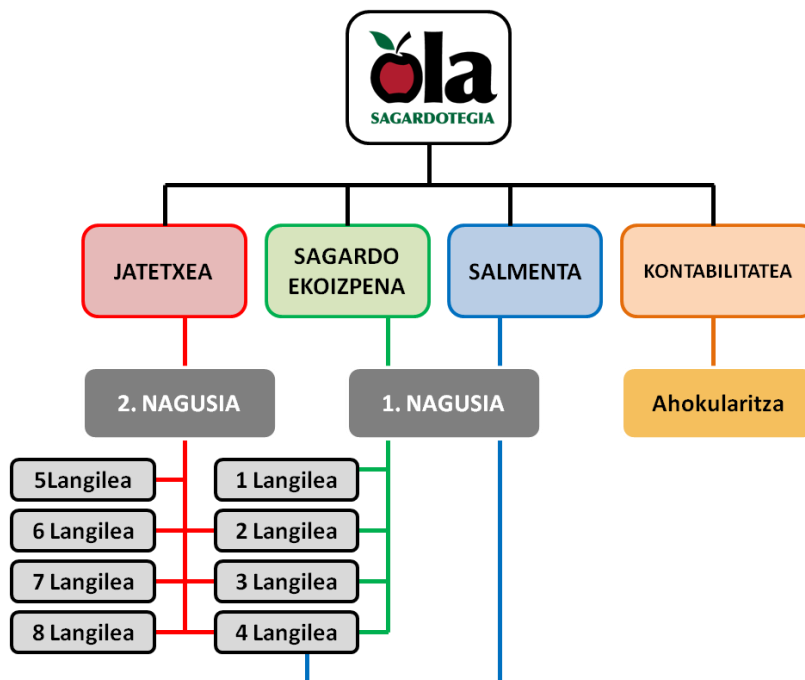 ola
SAGARDOTEGIA
JATETXEA
SAGARDO
EKOIZPENA
SALMENTA
KONTABILITATEA
2. NAGUSIA
1. NAGUSIA
Ahokularitza
5Langilea
1 Langilea
6 Langilea
2 Langilea
7 Langilea
3 Langilea
8 Langilea
4 Langilea